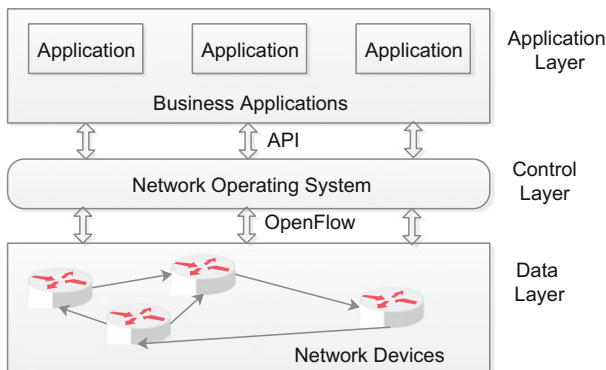 Application
Application
Application
Application
Layer
Business Applications
API
Network Operating System
Control
Layer
OpenFlow
Data
Layer
Network Devices